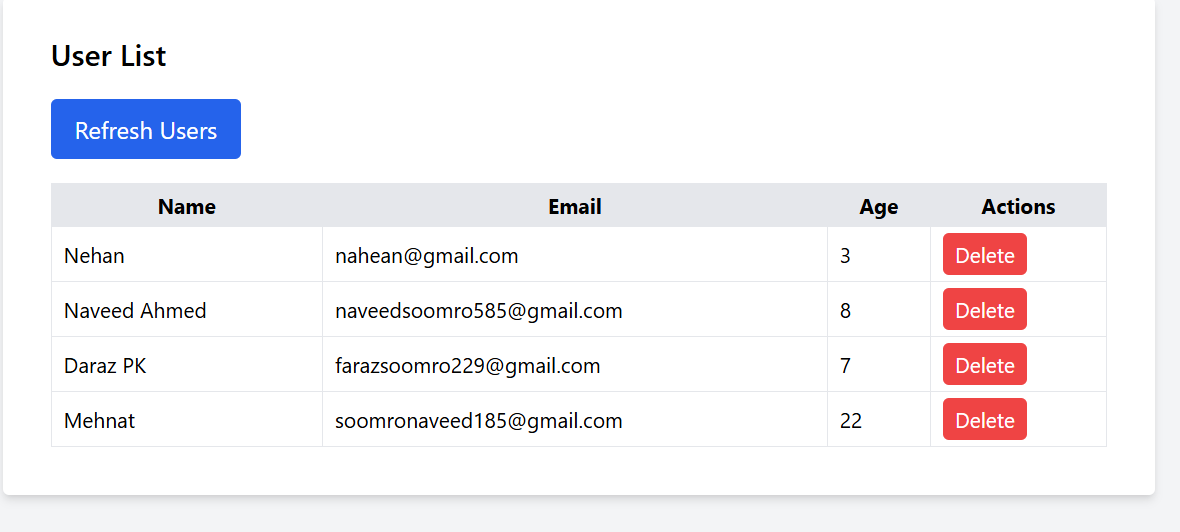 User List
Refresh Users
Name Email Age Actions
Nehan nahean@gmail.com 3 Delete
Naveed Ahmed naveedsoomro585@gmail.com 8 Delete
Daraz PK farazsoomro229@gmail.com 7 Delete
Mehnat soomronaveed185@gmail.com 22 Delete